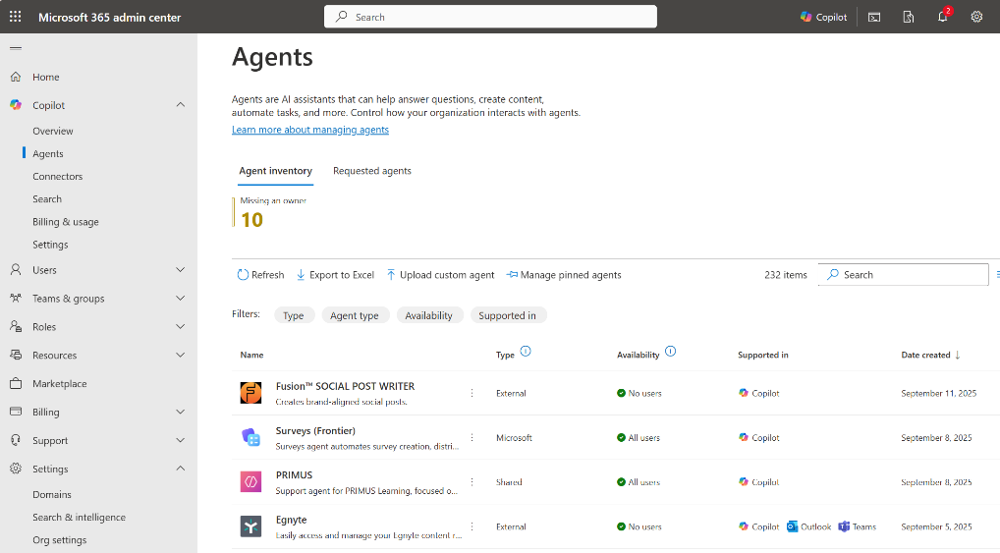 Microsoft 365 admin center
Search
Copilot
2
Home
Copilot
Overview
Agents
Connectors
Search
Billing & usage
Settings
Users
Teams & groups
Roles
Resources
Marketplace
Billing
Support
Settings
Domains
Search & intelligence
Org settings
Agents
Agents are AI assistants that can help answer questions, create content,
automate tasks, and more. Control how your organization interacts with agents.
Learn more about managing agents
Agent inventory Requested agents
Missing an owner
10
Refresh Export to Excel Upload custom agent Manage pinned agents 232 items Search
Filters: Type Agent type Availability Supported in
Name Type Availability Supported in Date created ↓
Fusion™ SOCIAL POST WRITER
Creates brand-aligned social posts.
External No users Copilot September 11, 2025
Surveys (Frontier)
Surveys agent automates survey creation, distri...
Microsoft All users Copilot September 8, 2025
PRIMUS
Support agent for PRIMUS Learning, focused o...
Shared All users Copilot September 8, 2025
Egnyte
Easily access and manage your Egnyte content r...
External No users Copilot Outlook Teams September 5, 2025